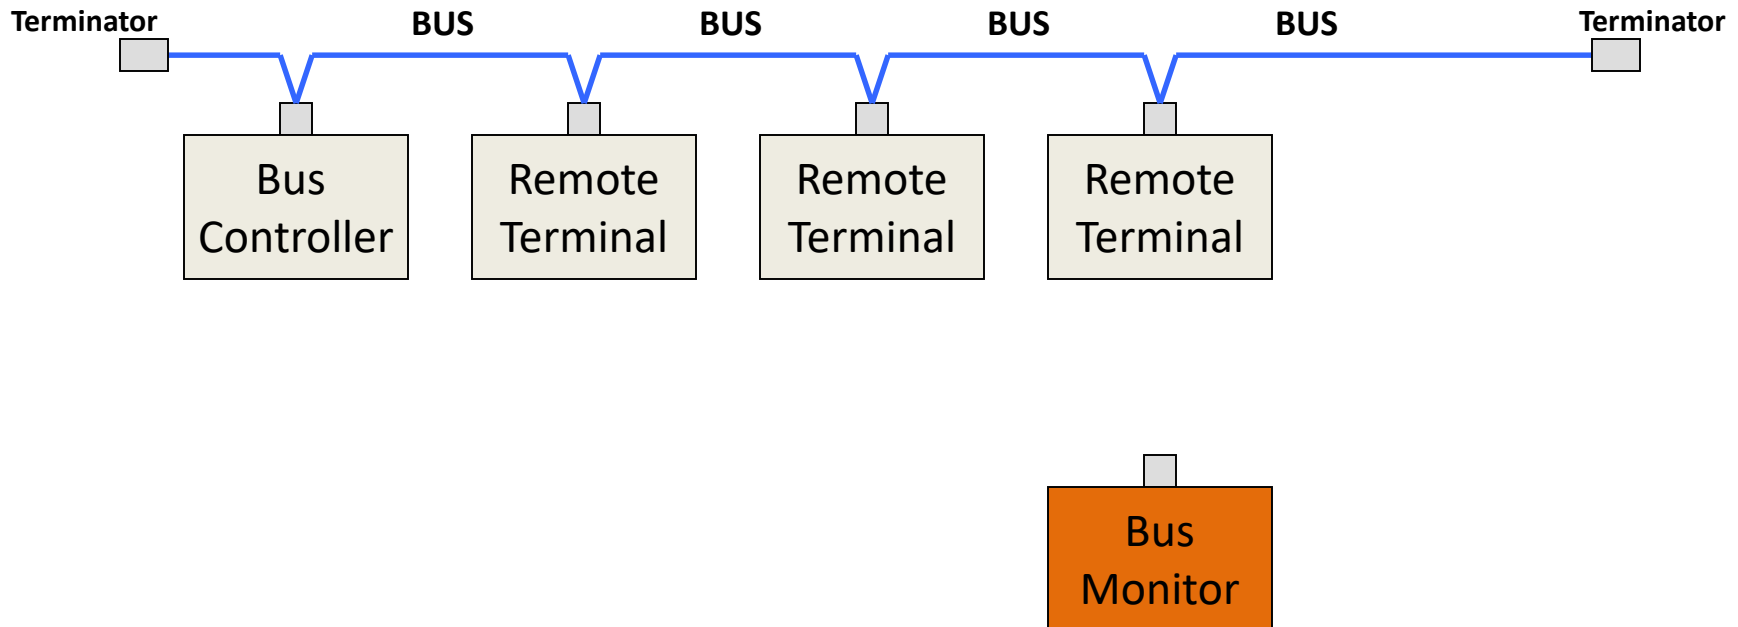 Terminator BUS BUS BUS BUS Terminator
Bus Controller
Remote Terminal
Remote Terminal
Remote Terminal
Bus Monitor